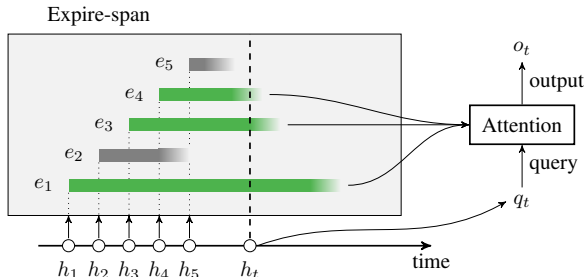 Expire-span
e₅
e₄
e₃
e₂
e₁
h₁ h₂ h₃ h₄ h₅ hₜ
time
oₜ
output
Attention
query
qₜ